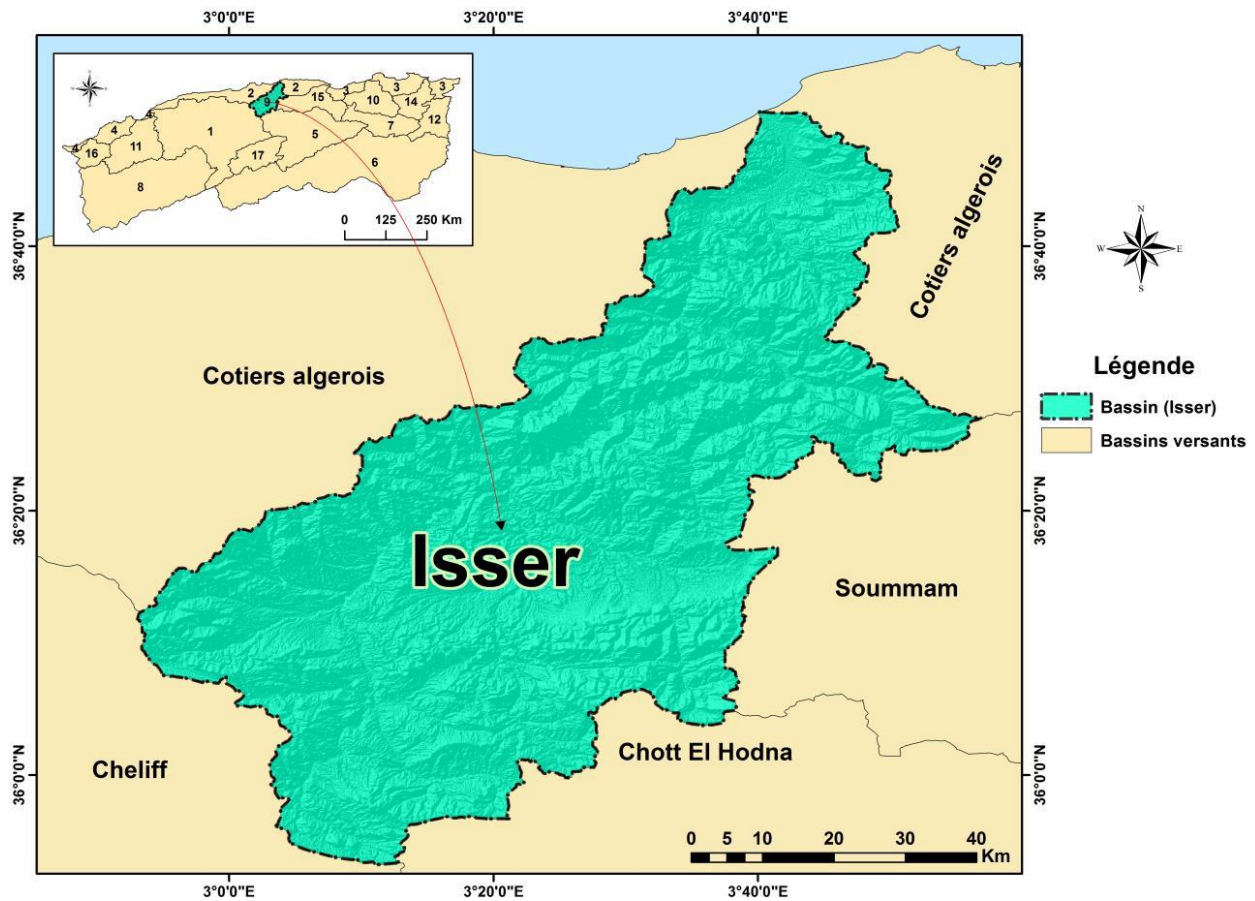 3°0'0"E
3°20'0"E
3°40'0"E
2
9
2
15
3
10
3
14
3
4
4
1
5
7
12
4
16
11
17
6
8
0
125
250 Km
36°40'0"N
36°40'0"N
N
W
E
S
Cotiers algerois
Cotiers algerois
Légende
Bassin (Isser)
Bassins versants
36°20'0"N
36°20'0"N
Isser
Soummam
Cheliff
Chott El Hodna
36°0'0"N
36°0'0"N
0
5
10
20
30
40
Km
3°0'0"E
3°20'0"E
3°40'0"E